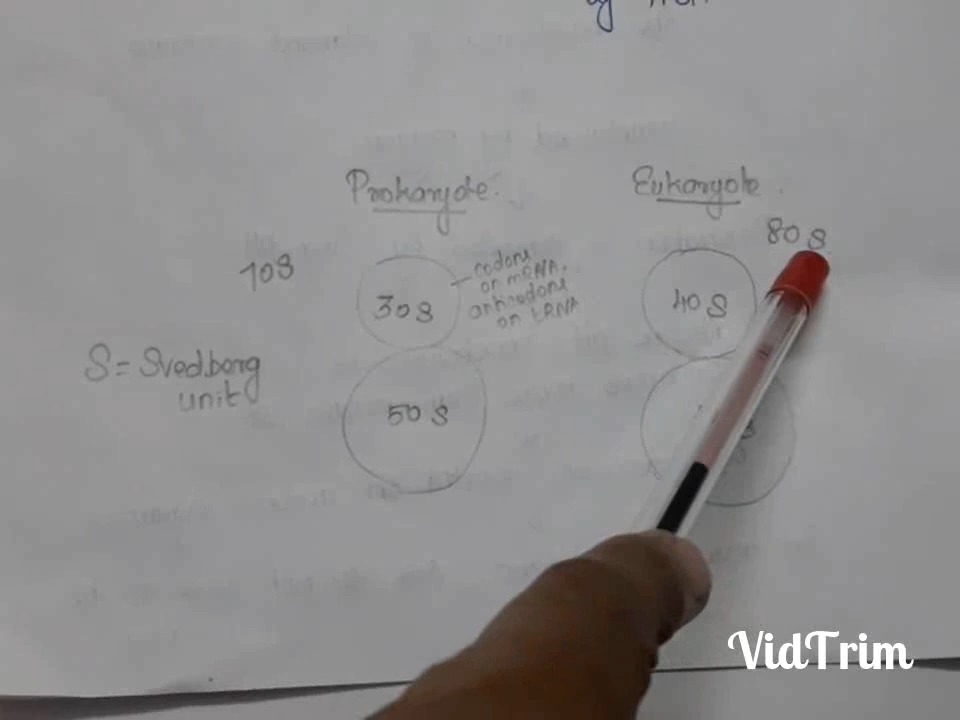 Prokaryote.
Eukaryote.
80S
70S
30S
codons
on mRNA,
anticodons
on tRNA
40S
S = Svedberg
unit
50S
VidTrim